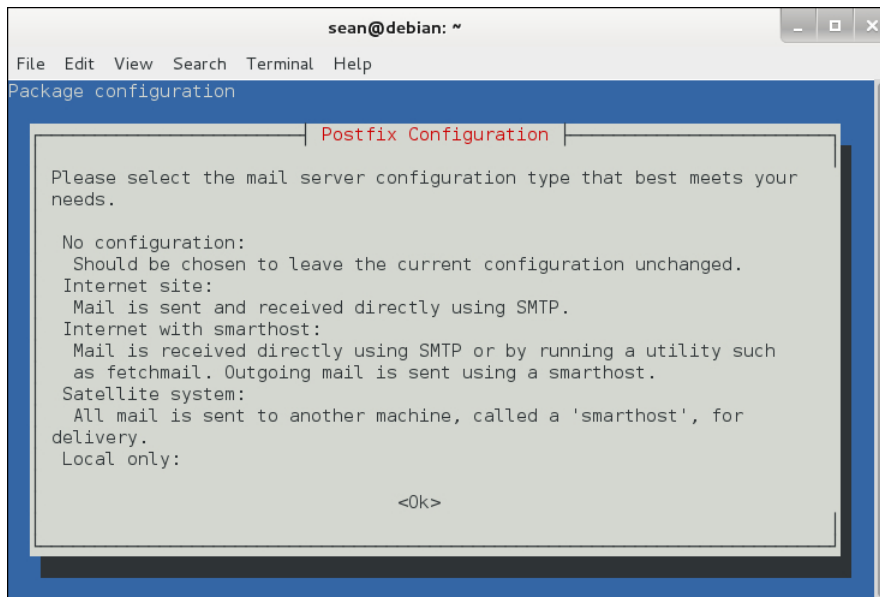 sean@debian: ~
File Edit View Search Terminal Help
Package configuration
Postfix Configuration
Please select the mail server configuration type that best meets your
needs.
No configuration:
Should be chosen to leave the current configuration unchanged.
Internet site:
Mail is sent and received directly using SMTP.
Internet with smarthost:
Mail is received directly using SMTP or by running a utility such
as fetchmail. Outgoing mail is sent using a smarthost.
Satellite system:
All mail is sent to another machine, called a 'smarthost', for
delivery.
Local only:
<Ok>